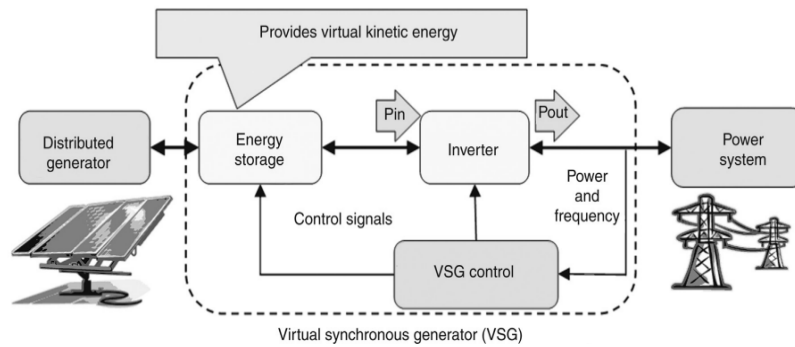 Provides virtual kinetic energy
Pin
Pout
Distributed
generator
Energy
storage
Inverter
Power
system
Power
and
frequency
Control signals
VSG control
Virtual synchronous generator (VSG)